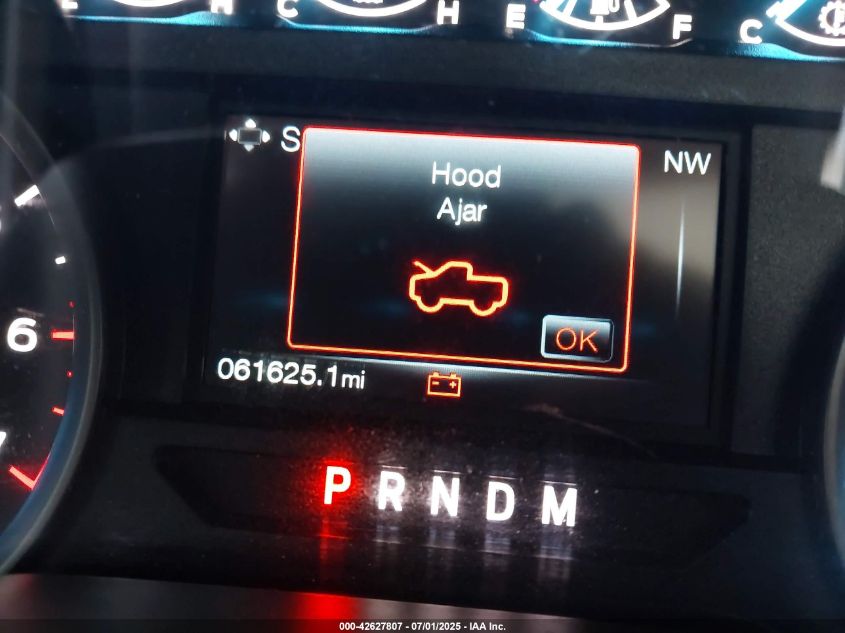 C H E F C
S
NW
Hood
Ajar
OK
061625.1mi
6
P R N D M
000-42627807 - 07/01/2025 - IAA Inc.